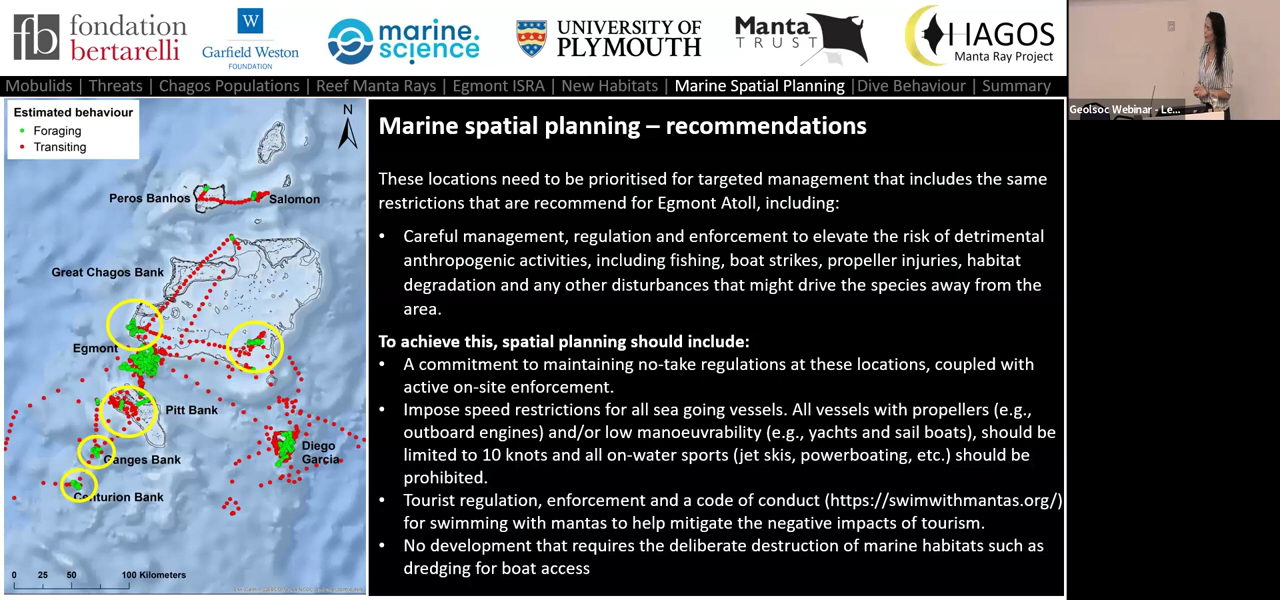 fb fondation
bertarelli
W
Garfield Weston
FOUNDATION
marine.
science
UNIVERSITY OF
PLYMOUTH
Manta
TRUST
CHAGOS
Manta Ray Project
Mobulids | Threats | Chagos Populations | Reef Manta Rays | Egmont ISRA | New Habitats | Marine Spatial Planning |Dive Behaviour | Summary
Geolsoc Webinar - Le...
Estimated behaviour
Foraging
Transiting
N
Peros Banhos
Salomon
Great Chagos Bank
Egmont
Pitt Bank
Diego
Garcia
Ganges Bank
Centurion Bank
0 25 50 100 Kilometers
Marine spatial planning – recommendations
These locations need to be prioritised for targeted management that includes the same
restrictions that are recommend for Egmont Atoll, including:
• Careful management, regulation and enforcement to elevate the risk of detrimental
anthropogenic activities, including fishing, boat strikes, propeller injuries, habitat
degradation and any other disturbances that might drive the species away from the
area.
To achieve this, spatial planning should include:
• A commitment to maintaining no-take regulations at these locations, coupled with
active on-site enforcement.
• Impose speed restrictions for all sea going vessels. All vessels with propellers (e.g.,
outboard engines) and/or low manoeuvrability (e.g., yachts and sail boats), should be
limited to 10 knots and all on-water sports (jet skis, powerboating, etc.) should be
prohibited.
• Tourist regulation, enforcement and a code of conduct (https://swimwithmantas.org/)
for swimming with mantas to help mitigate the negative impacts of tourism.
• No development that requires the deliberate destruction of marine habitats such as
dredging for boat access